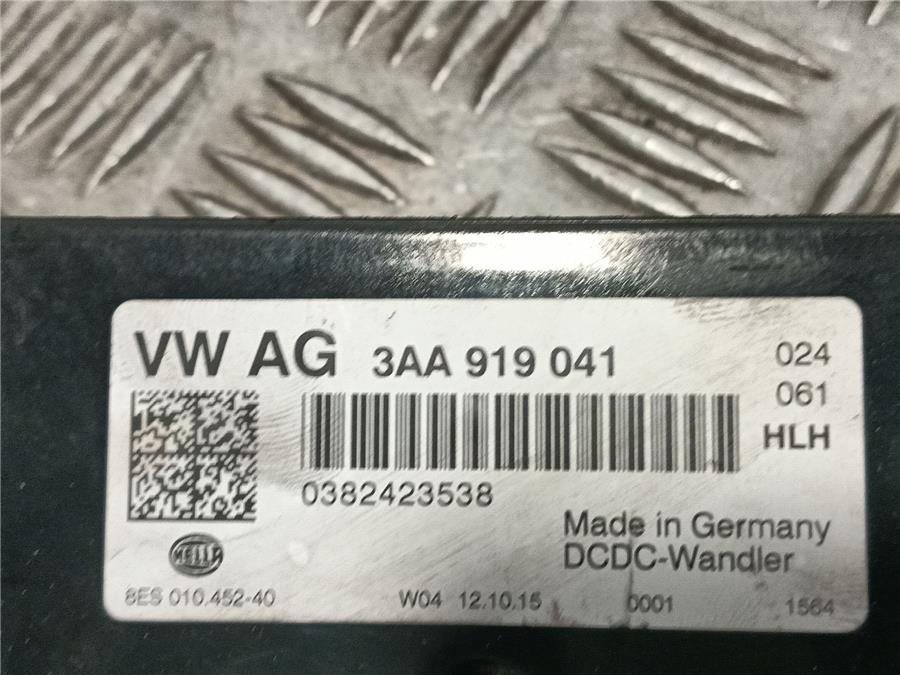 VW AG 3AA 919 041
024
061
HLH
0382423538
Made in Germany
DCDC-Wandler
HELLA
8ES 010.452-40 W04 12.10.15 0001 1564